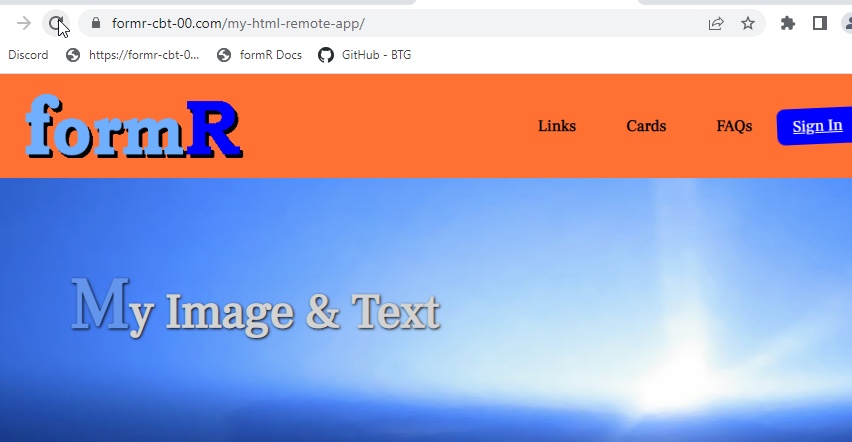 formr-cbt-00.com/my-html-remote-app/
Discord https://formr-cbt-0... formR Docs GitHub - BTG
formR Links Cards FAQs Sign In
My Image & Text